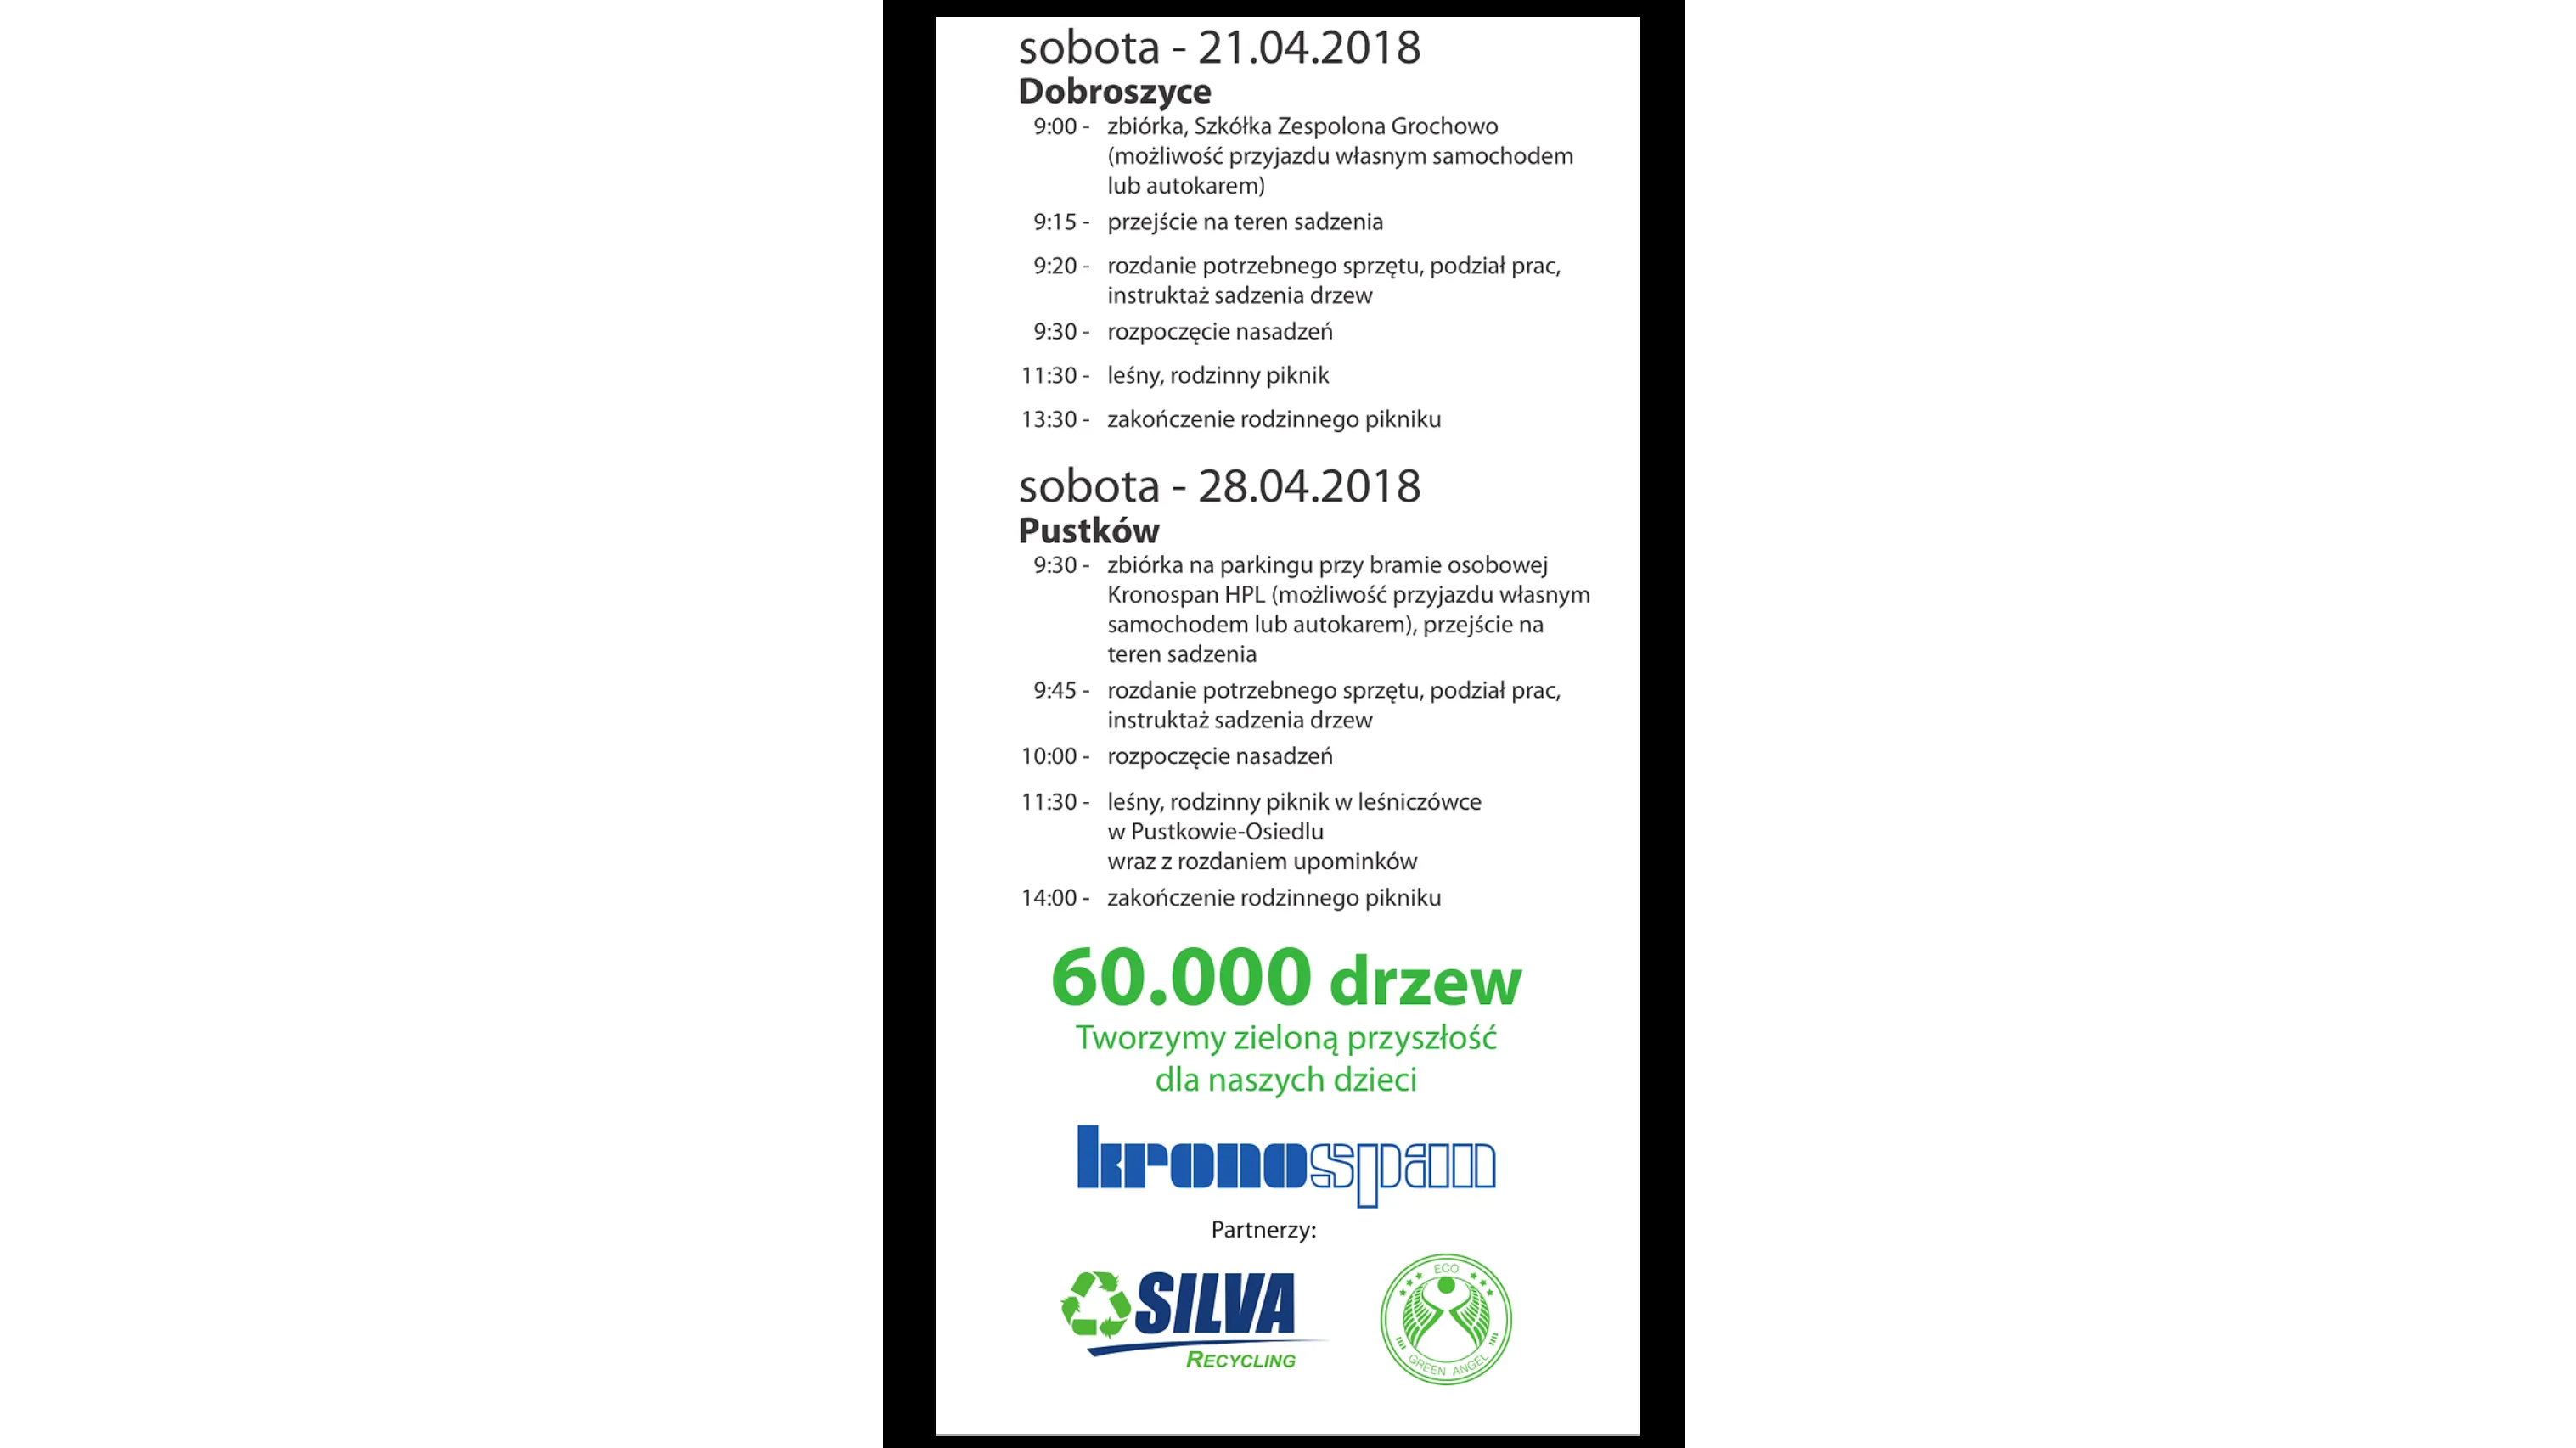 sobota - 21.04.2018
Dobroszyce
9:00 - zbiórka, Szkółka Zespolona Grochowo
(możliwość przyjazdu własnym samochodem
lub autokarem)
9:15 - przejście na teren sadzenia
9:20 - rozdanie potrzebnego sprzętu, podział prac,
instruktaż sadzenia drzew
9:30 - rozpoczęcie nasadzeń
11:30 - leśny, rodzinny piknik
13:30 - zakończenie rodzinnego pikniku
sobota - 28.04.2018
Pustków
9:30 - zbiórka na parkingu przy bramie osobowej
Kronospan HPL (możliwość przyjazdu własnym
samochodem lub autokarem), przejście na
teren sadzenia
9:45 - rozdanie potrzebnego sprzętu, podział prac,
instruktaż sadzenia drzew
10:00 - rozpoczęcie nasadzeń
11:30 - leśny, rodzinny piknik w leśniczówce
w Pustkowie-Osiedlu
wraz z rozdaniem upominków
14:00 - zakończenie rodzinnego pikniku
60.000 drzew
Tworzymy zieloną przyszłość
dla naszych dzieci
kronospan
Partnerzy:
SILVA
RECYCLING
ECO
GREEN ANGEL